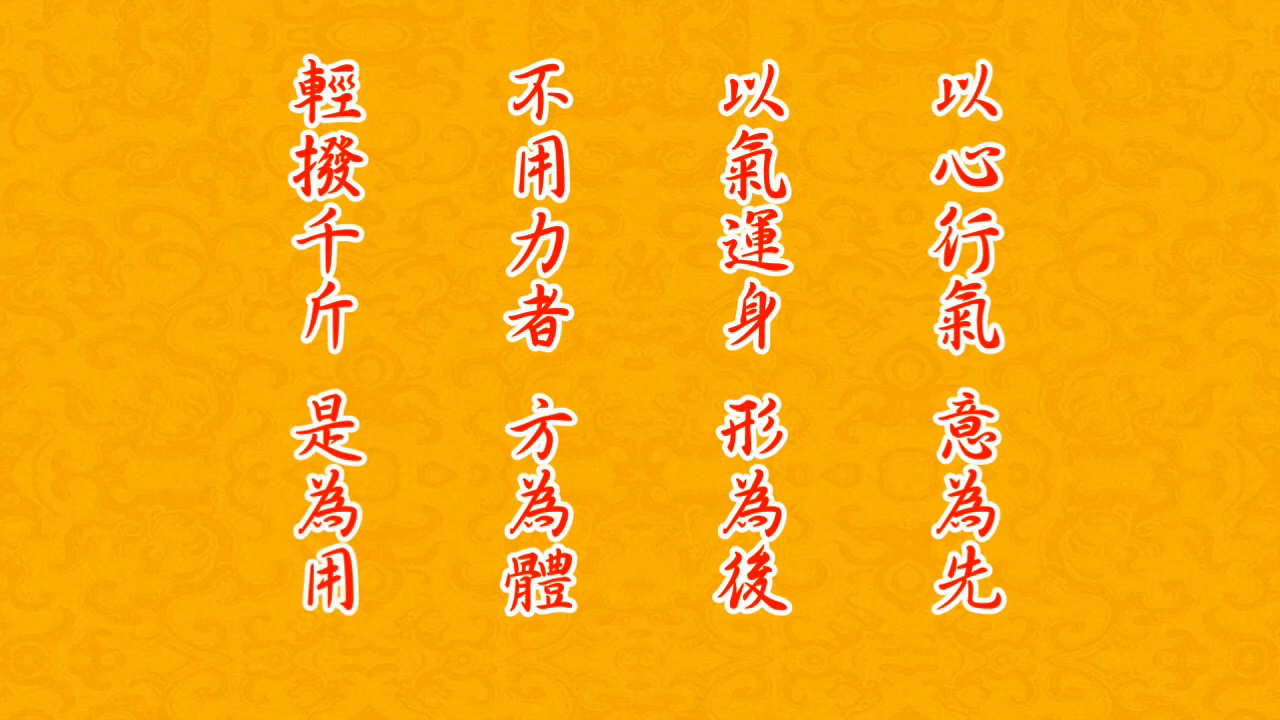 以心行氣 意為先
以氣運身 形為後
不用力者 方為體
輕撥千斤 是為用